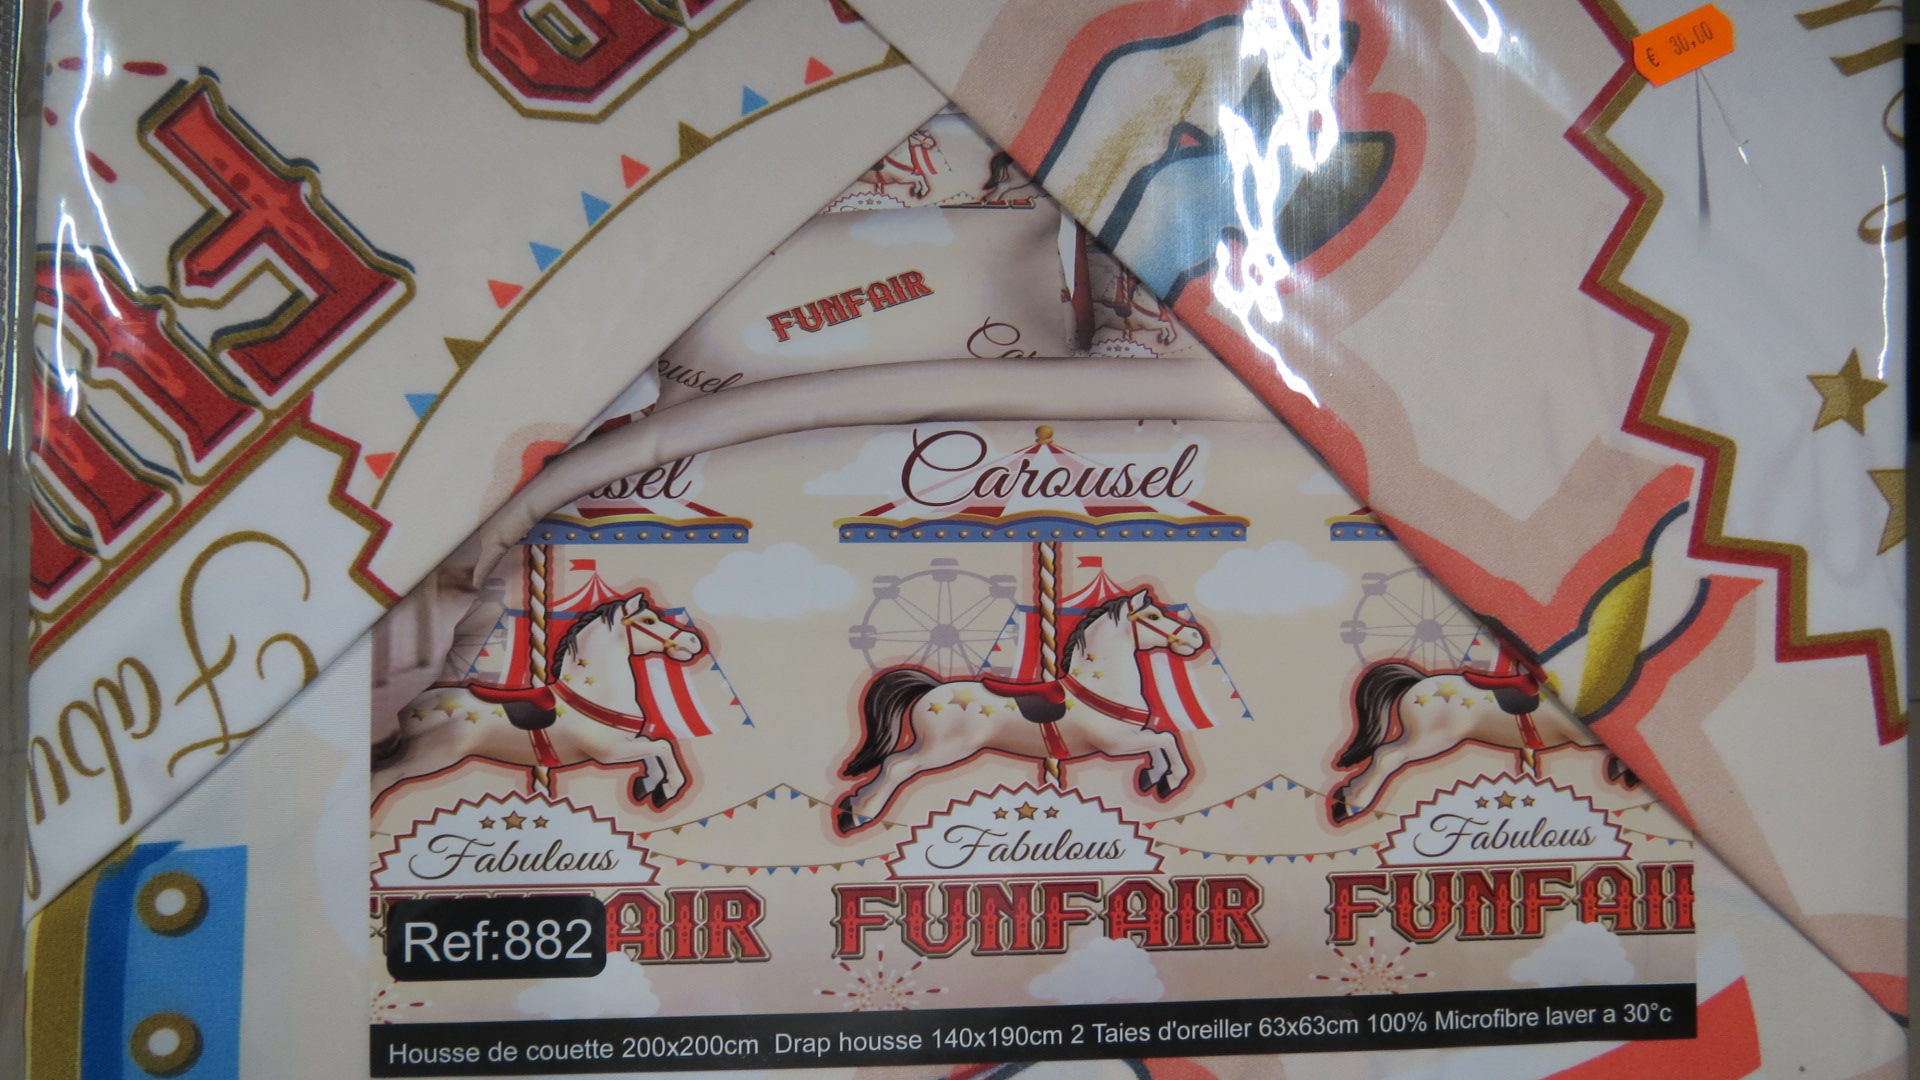 € 30,00
FUNFAIR
Carousel
Fabulous
Fabulous
Fabulous
FUNFAIR
Ref:882
Housse de couette 200x200cm Drap housse 140x190cm 2 Taies d'oreiller 63x63cm 100% Microfibre laver a 30°c